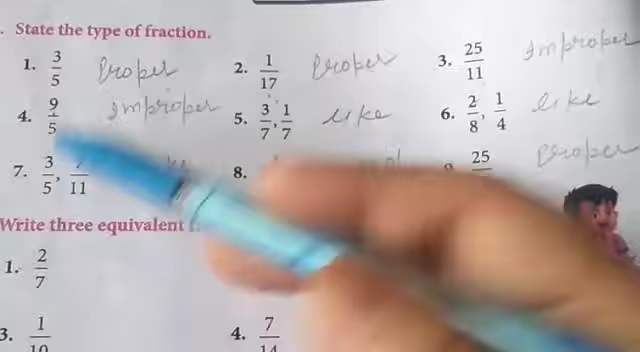 State the type of fraction.
1. 3/5 Proper 2. 1/17 Proper 3. 25/11 Improper
4. 9/5 Improper 5. 3/7, 1/7 like 6. 2/8, 1/4 like
7. 3/5, /11 8. 25 Proper
Write three equivalent
1. 2/7
3. 1/10 4. 7/14